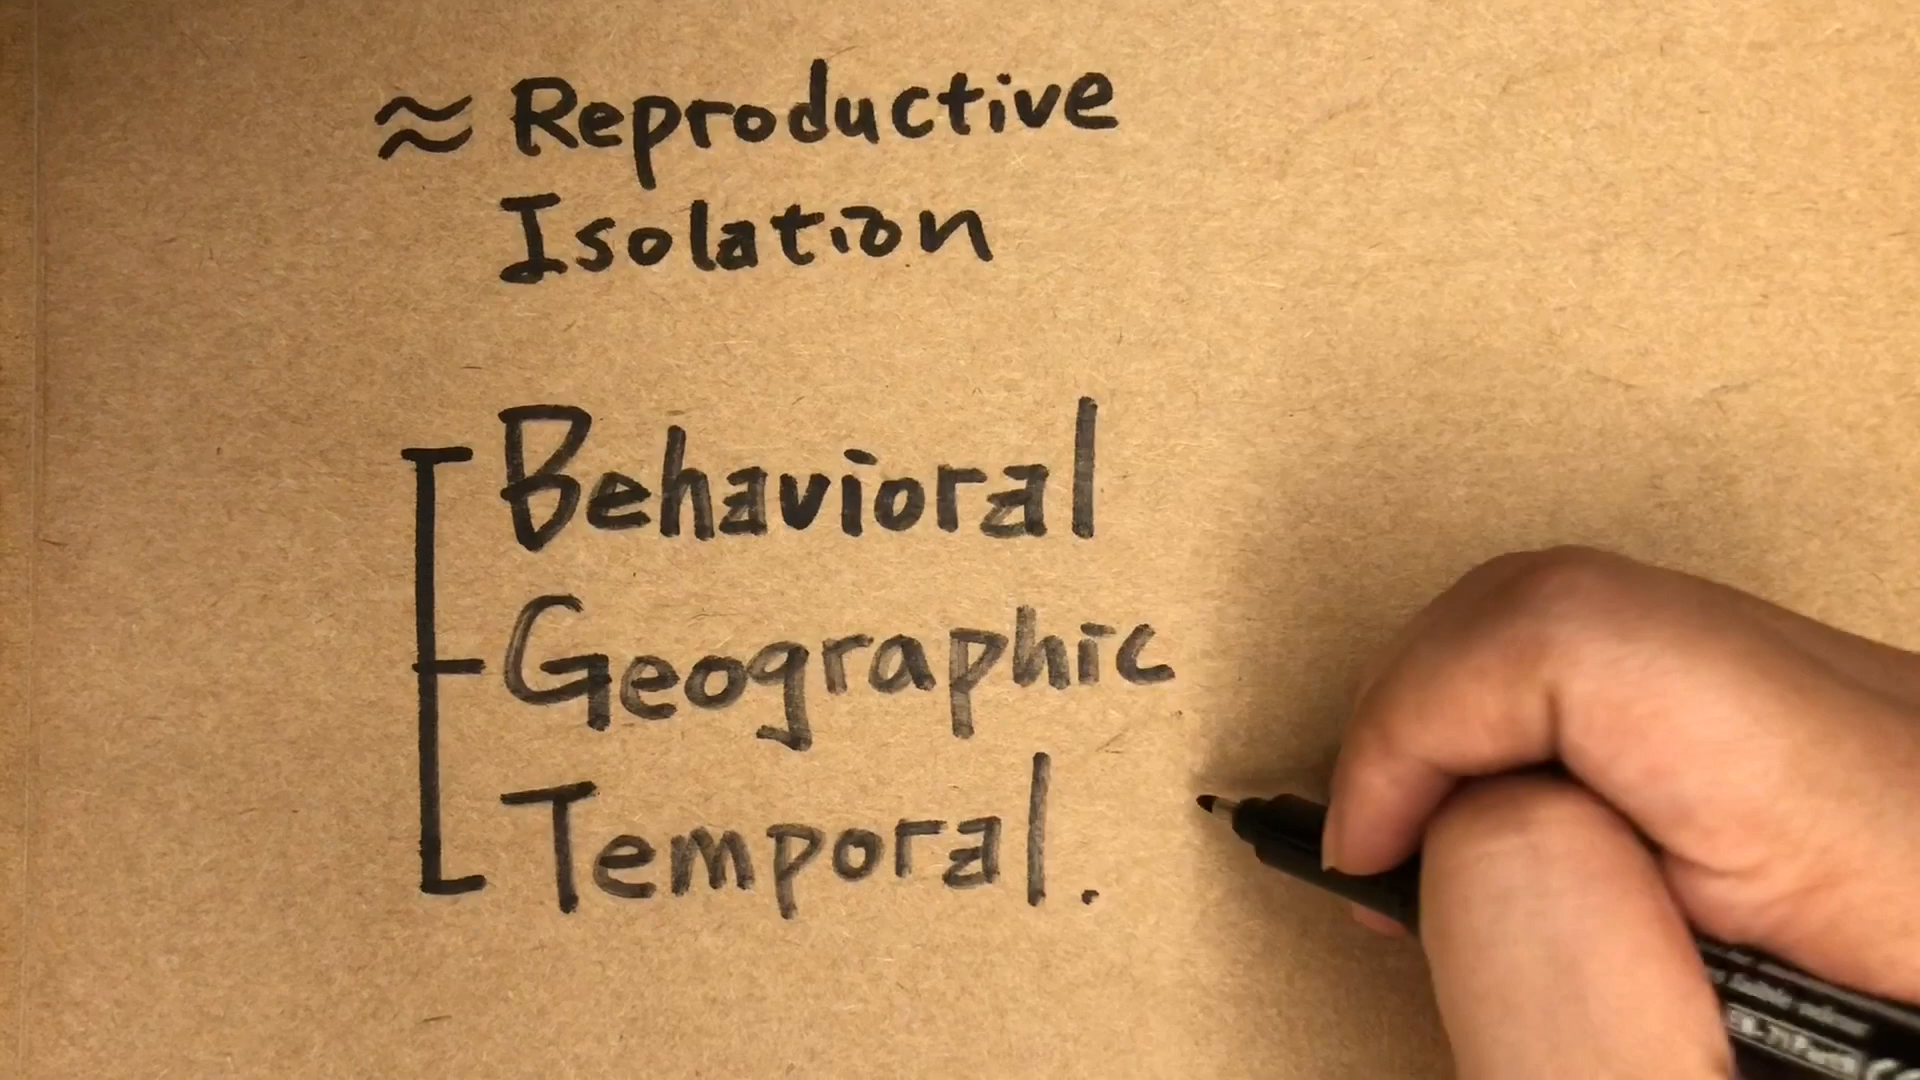 ≈ Reproductive
Isolation
Behavioral
Geographic
Temporal.